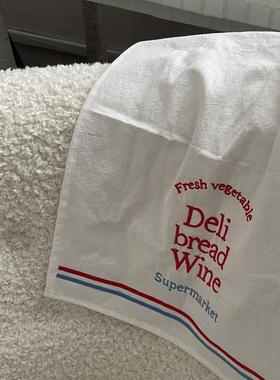 Fresh vegetable
Deli
bread
Wine
Supermarket